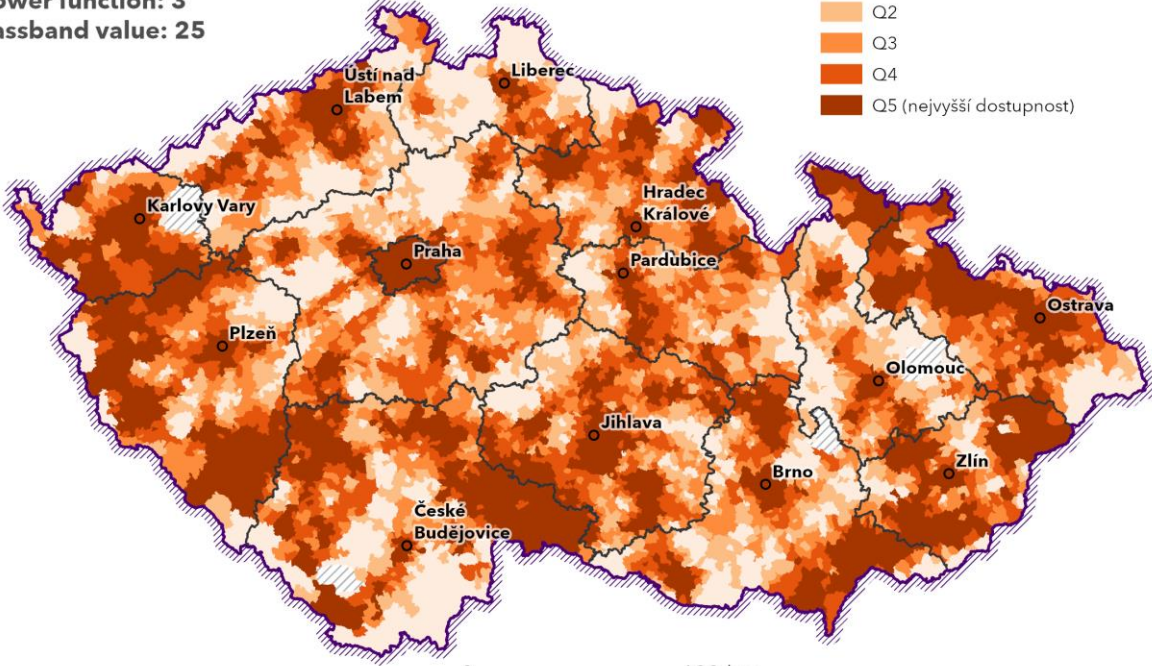 ower function: 3
assband value: 25
Q2
Q3
Q4
Q5 (nejvyšší dostupnost)
Ústí nad
Labem
Liberec
Karlovy Vary
Hradec
Králové
Praha
Pardubice
Plzeň
Ostrava
Olomouc
Jihlava
Brno
Zlín
České
Budějovice